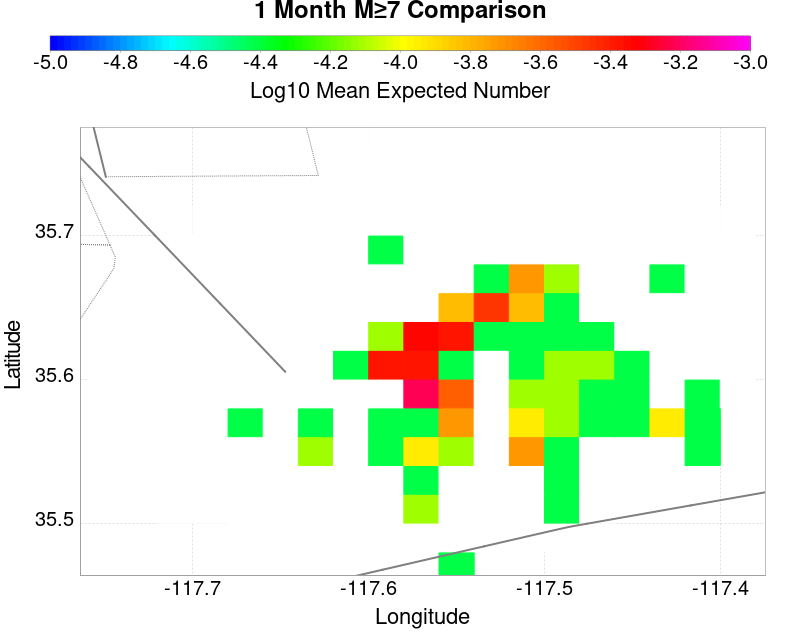 1 Month M≥7 Comparison
-5.0 -4.8 -4.6 -4.4 -4.2 -4.0 -3.8 -3.6 -3.4 -3.2 -3.0
Log10 Mean Expected Number
35.7
35.6
35.5
Latitude
-117.7 -117.6 -117.5 -117.4
Longitude